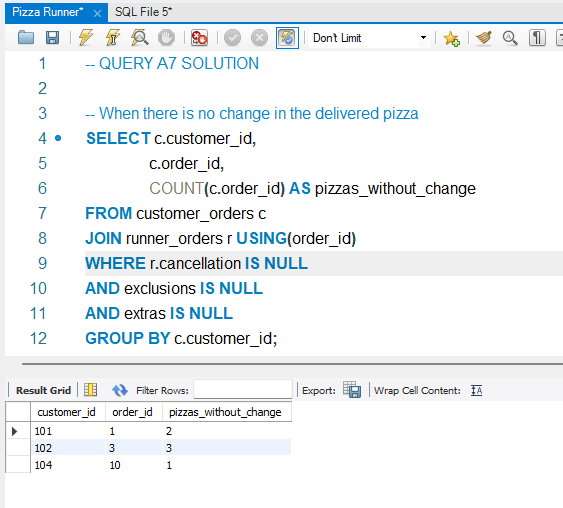 Pizza Runner* × SQL File 5*
Don't Limit
1 -- QUERY A7 SOLUTION
2
3 -- When there is no change in the delivered pizza
4 SELECT c.customer_id,
5 c.order_id,
6 COUNT(c.order_id) AS pizzas_without_change
7 FROM customer_orders c
8 JOIN runner_orders r USING(order_id)
9 WHERE r.cancellation IS NULL
10 AND exclusions IS NULL
11 AND extras IS NULL
12 GROUP BY c.customer_id;
Result Grid Filter Rows: Export: Wrap Cell Content: IA
customer_id order_id pizzas_without_change
101 1 2
102 3 3
104 10 1